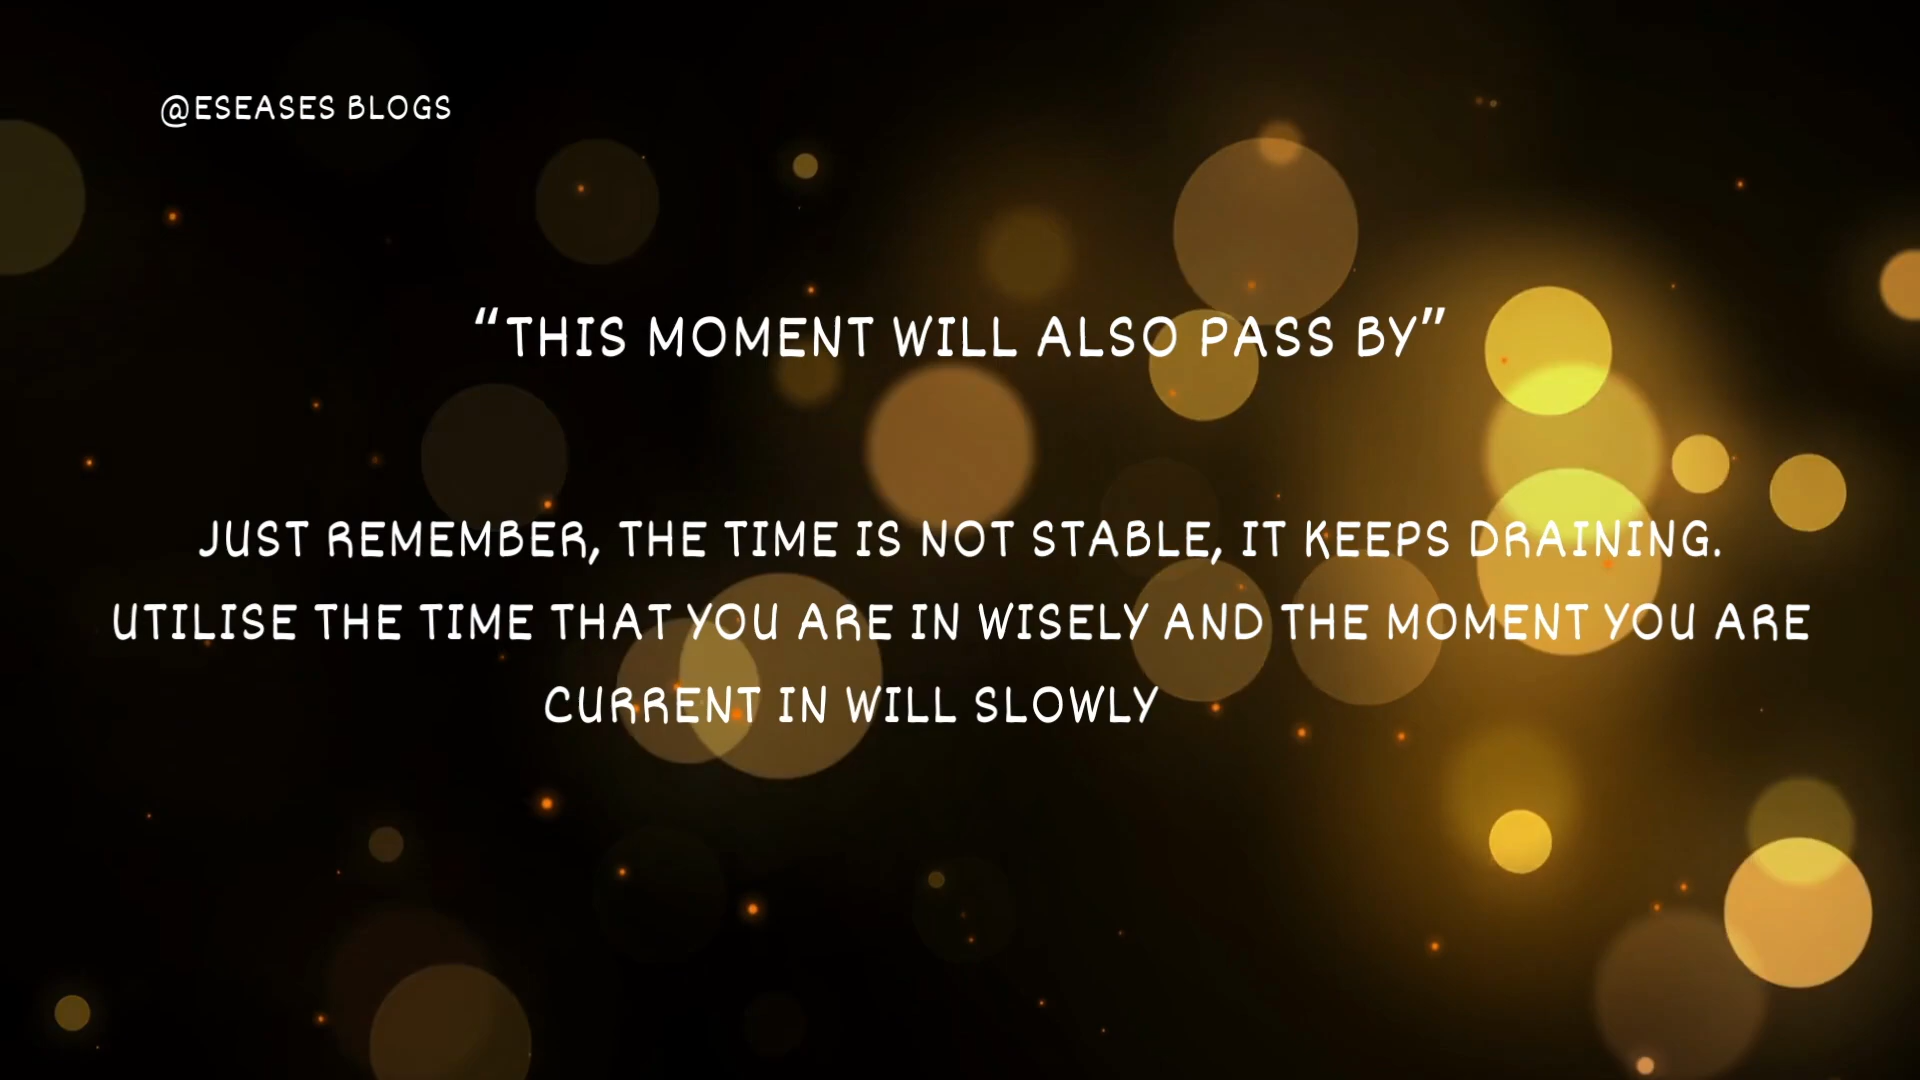 @ESEASES BLOGS
“THIS MOMENT WILL ALSO PASS BY”
JUST REMEMBER, THE TIME IS NOT STABLE, IT KEEPS DRAINING.
UTILISE THE TIME THAT YOU ARE IN WISELY AND THE MOMENT YOU ARE
CURRENT IN WILL SLOWLY